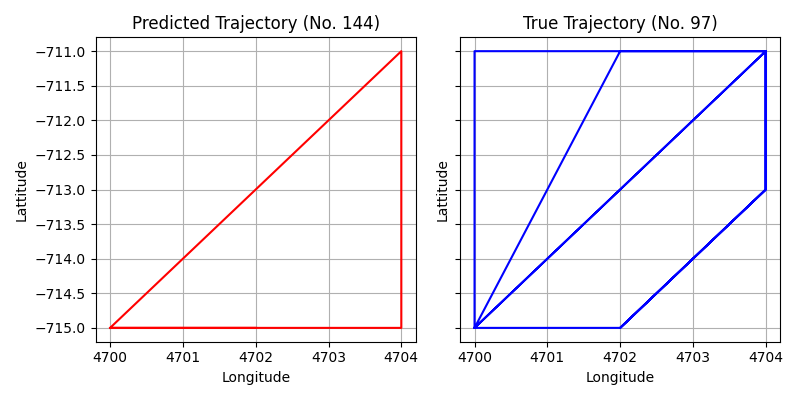 Predicted Trajectory (No. 144)
True Trajectory (No. 97)
−711.0
−711.5
−712.0
−712.5
−713.0
−713.5
−714.0
−714.5
−715.0
Lattitude
Lattitude
4700 4701 4702 4703 4704
4700 4701 4702 4703 4704
Longitude
Longitude